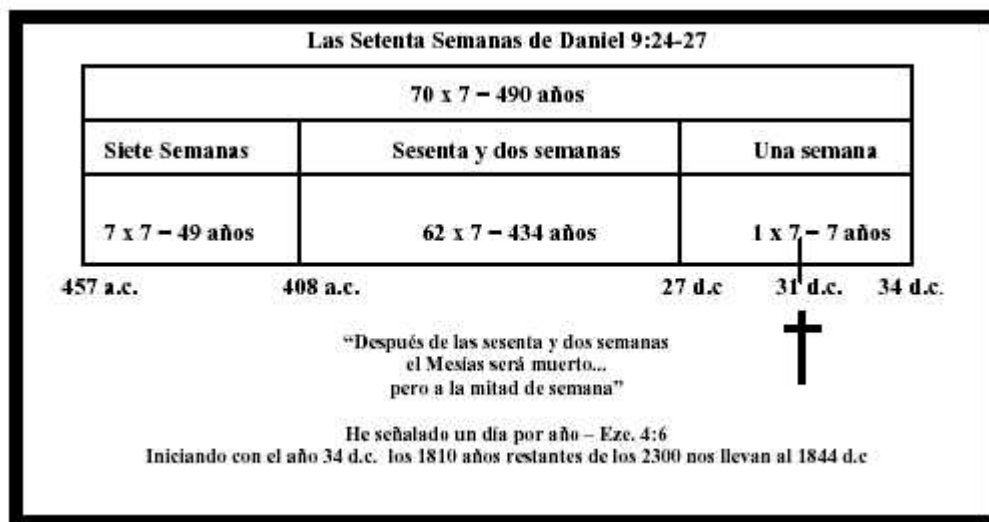 Las Setenta Semanas de Daniel 9:24-27
70 x 7 – 490 años
Siete Semanas Sesenta y dos semanas Una semana
7 x 7 – 49 años 62 x 7 – 434 años 1 x 7 – 7 años
457 a.c. 408 a.c. 27 d.c 31 d.c. 34 d.c.
“Después de las sesenta y dos semanas
el Mesías será muerto...
pero a la mitad de semana”
He señalado un día por año – Eze. 4:6
Iniciando con el año 34 d.c. los 1810 años restantes de los 2300 nos llevan al 1844 d.c